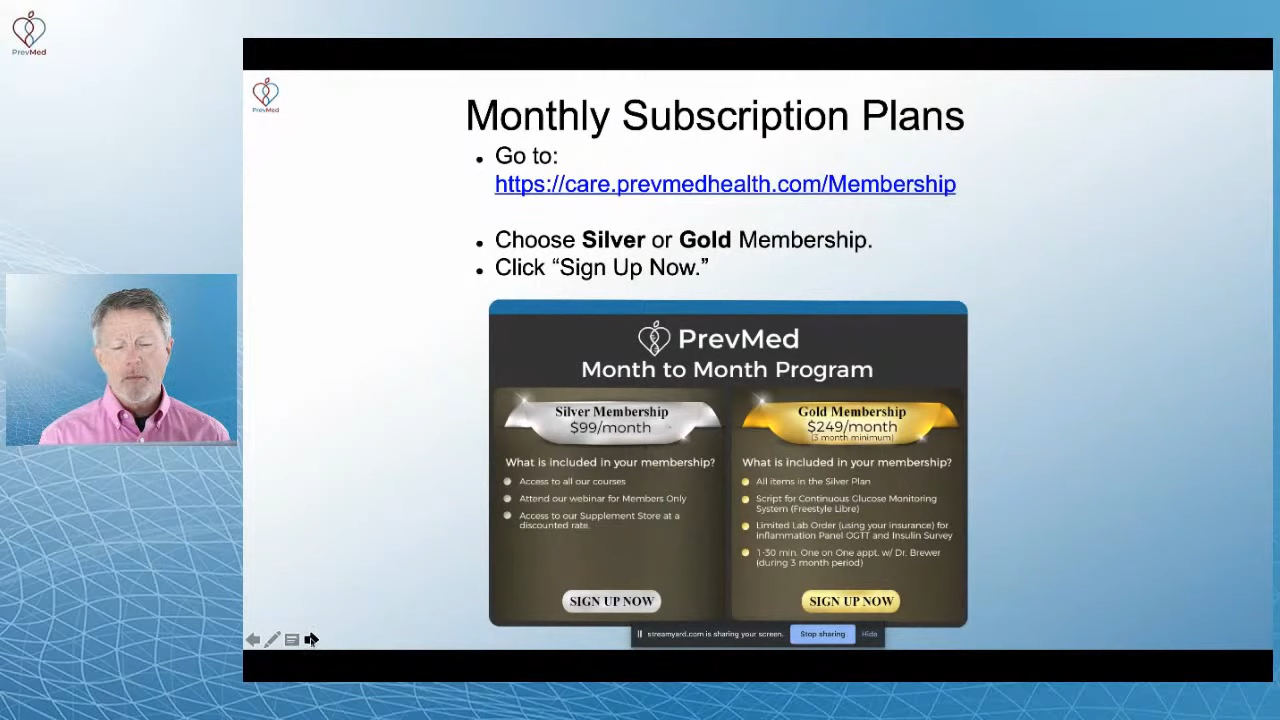 PrevMed
PrevMed
Monthly Subscription Plans
• Go to:
https://care.prevmedhealth.com/Membership
• Choose Silver or Gold Membership.
• Click “Sign Up Now.”
PrevMed
Month to Month Program
Silver Membership
$99/month
What is included in your membership?
Access to all our courses
Attend our webinar for Members Only
Access to our Supplement Store at a
discounted rate.
SIGN UP NOW
Gold Membership
$249/month
(3 month minimum)
What is included in your membership?
All items in the Silver Plan
Script for Continuous Glucose Monitoring
System (Freestyle Libre)
Limited Lab Order (using your insurance) for
inflammation Panel OGTT and Insulin Survey
1-30 min. One on One appt. w/ Dr. Brewer
(during 3 month period)
SIGN UP NOW
streamyard.com is sharing your screen.
Stop sharing
Hide